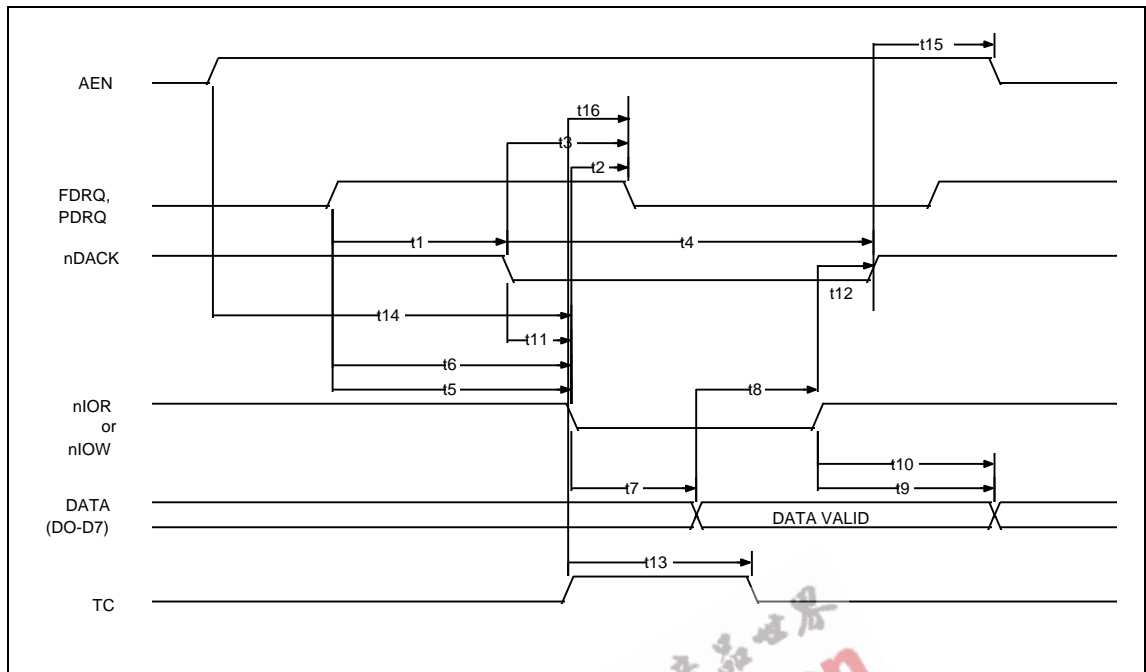 t15
AEN
t16
t3
t2
FDRQ,
PDRQ
t1
t4
nDACK
t12
t14
t11
t6
t5
t8
nIOR
or
nIOW
t10
t7
t9
DATA
(DO-D7)
DATA VALID
t13
TC